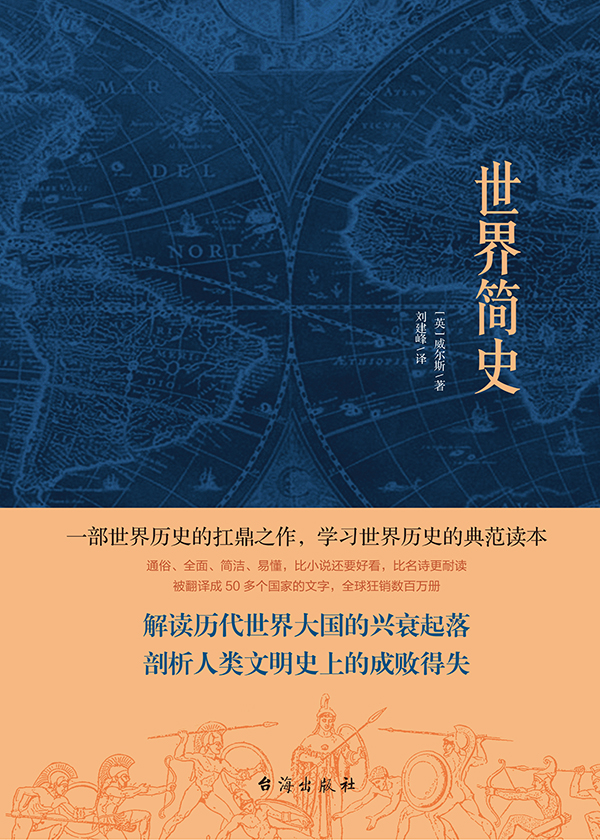 世界简史
[英]威尔斯/著
刘建峰/译
MAR
DEL
NORT
一部世界历史的扛鼎之作，学习世界历史的典范读本
通俗、全面、简洁、易懂，比小说还要好看，比名诗更耐读
被翻译成 50 多个国家的文字，全球狂销数百万册
解读历代世界大国的兴衰起落
剖析人类文明史上的成败得失
台海出版社